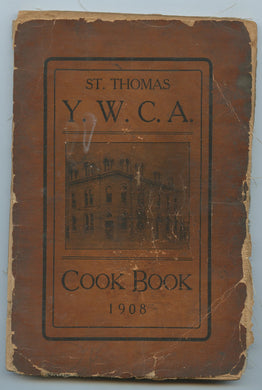 ST. THOMAS
Y. W. C. A.
COOK BOOK
1908